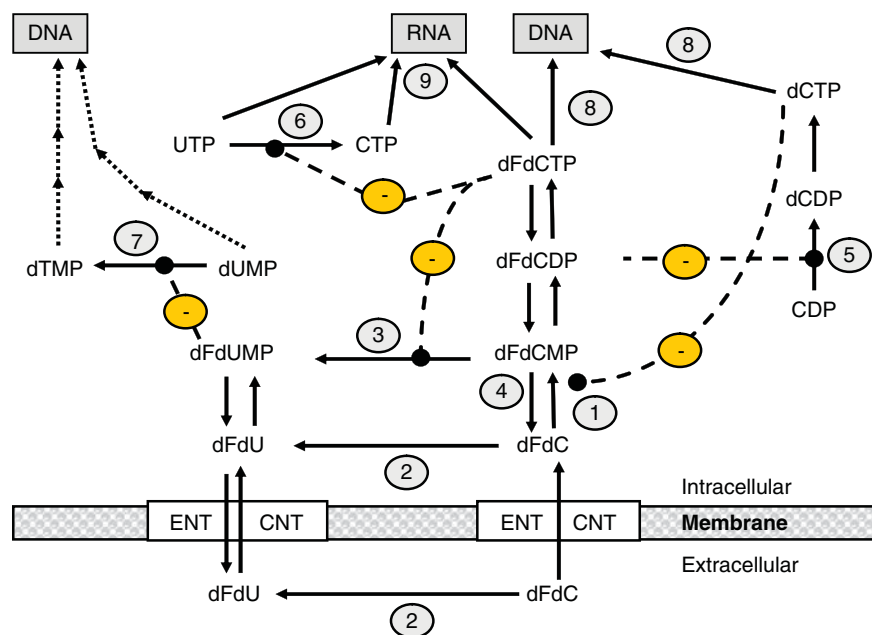 DNA
RNA
DNA
8
9
dCTP
6
8
UTP
CTP
dFdCTP
-
dCDP
7
-
5
dTMP
dUMP
dFdCDP
-
-
CDP
3
dFdUMP
dFdCMP
-
4
1
dFdU
dFdC
2
Intracellular
ENT
CNT
ENT
CNT
Membrane
Extracellular
dFdU
dFdC
2